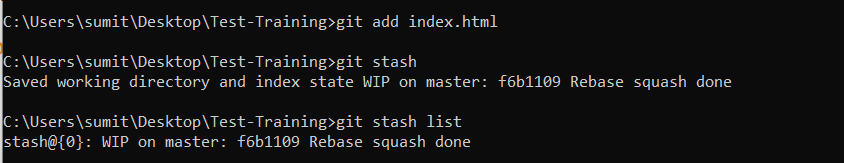 C:\Users\sumit\Desktop\Test-Training>git add index.html
C:\Users\sumit\Desktop\Test-Training>git stash
Saved working directory and index state WIP on master: f6b1109 Rebase squash done
C:\Users\sumit\Desktop\Test-Training>git stash list
stash@{0}: WIP on master: f6b1109 Rebase squash done